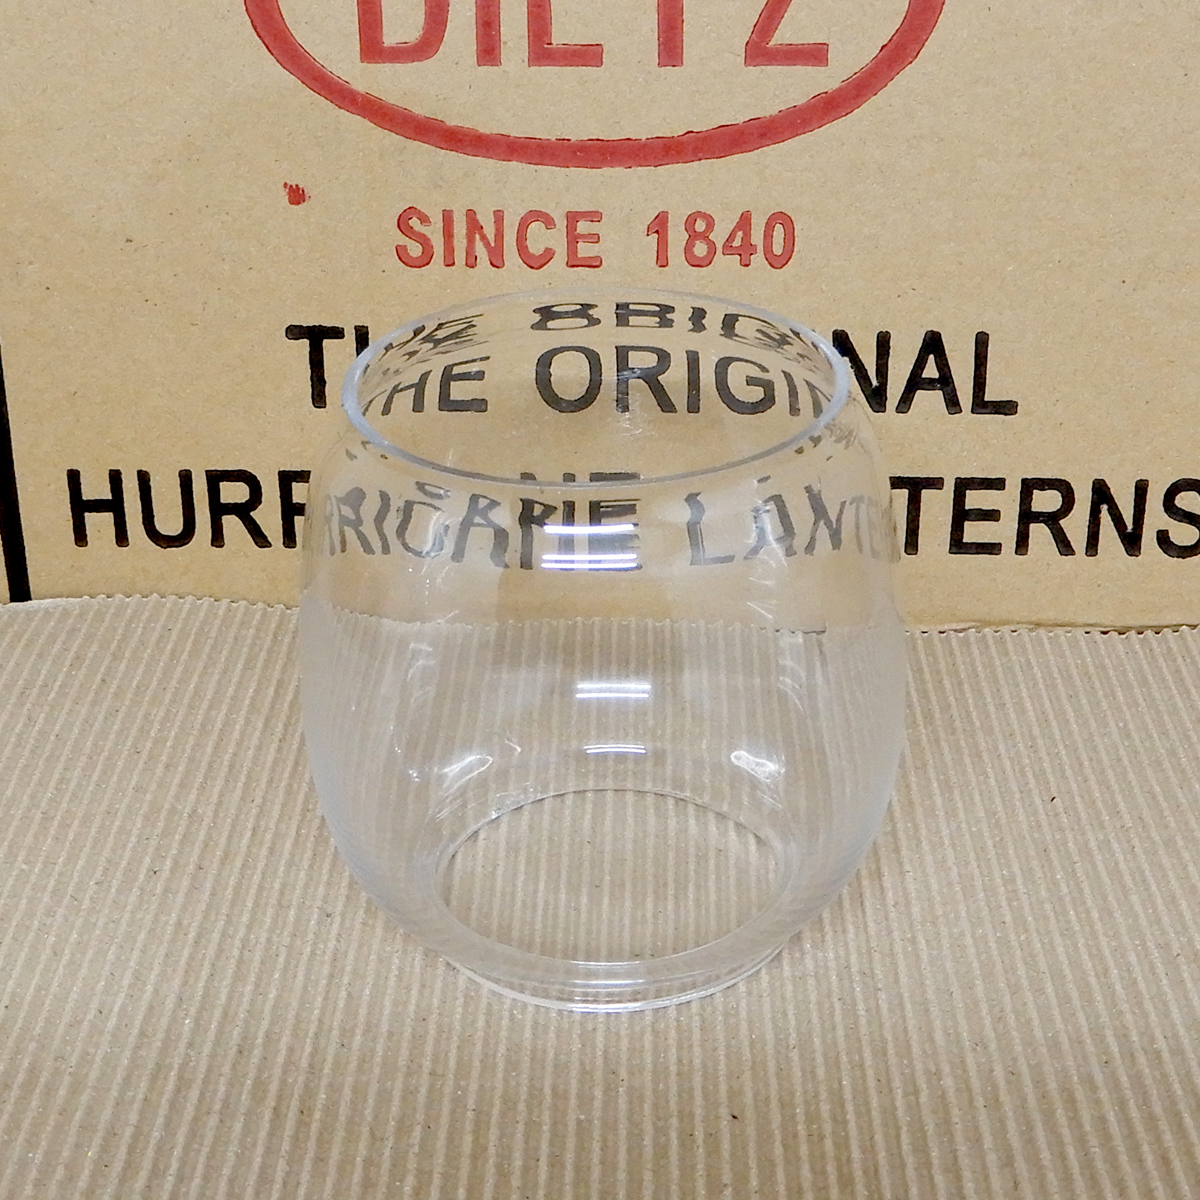 DIETZ
SINCE 1840
THE ORIGINAL
HURRICANE LANTERNS